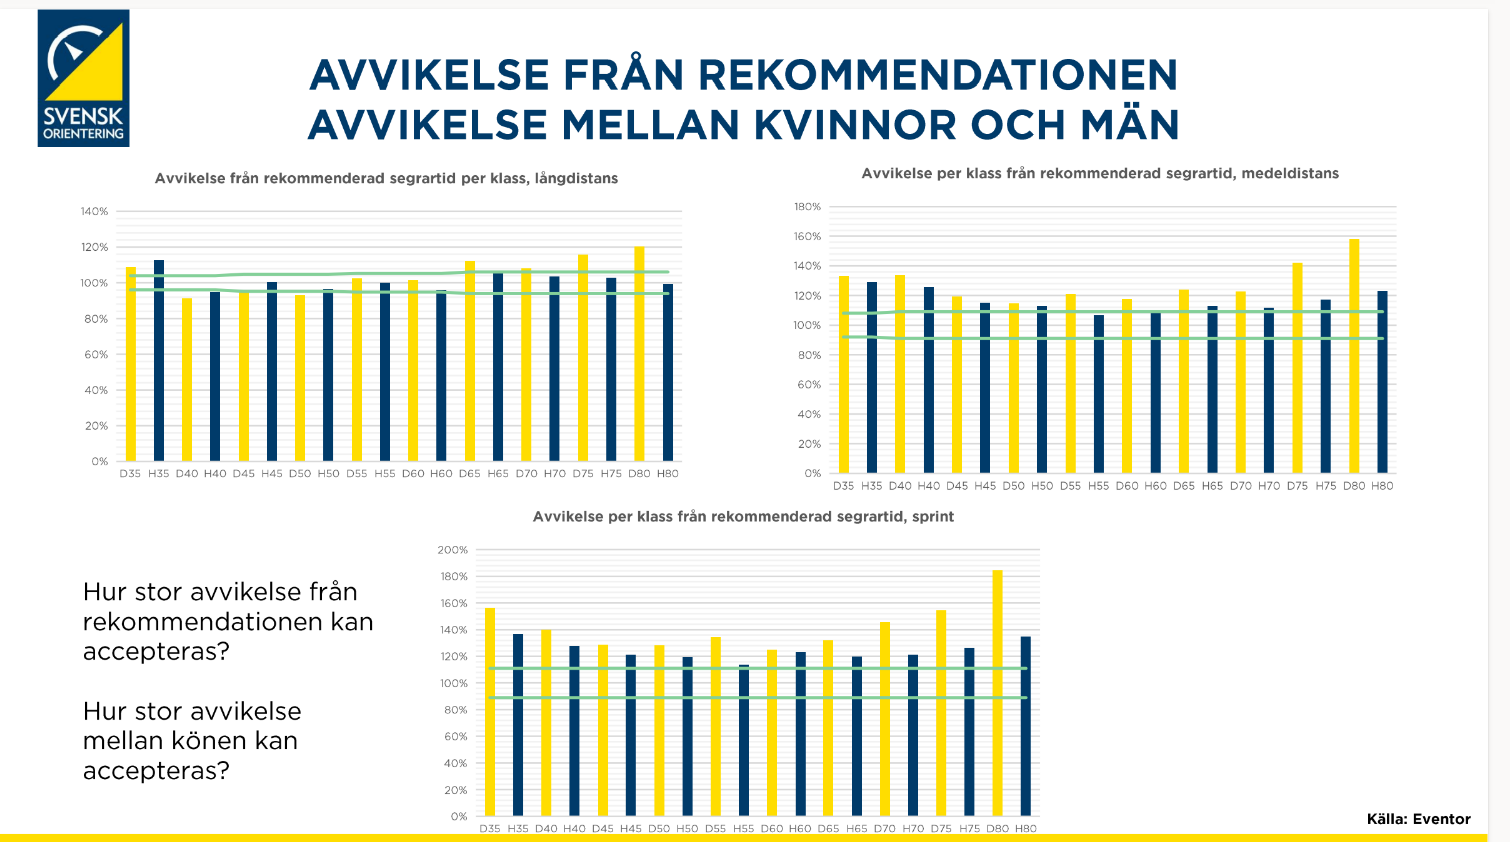 SVENSK
ORIENTERING
AVVIKELSE FRÅN REKOMMENDATIONEN
AVVIKELSE MELLAN KVINNOR OCH MÄN
Avvikelse från rekommenderad segrartid per klass, långdistans
140%
120%
100%
80%
60%
40%
20%
0%
D35 H35 D40 H40 D45 H45 D50 H50 D55 H55 D60 H60 D65 H65 D70 H70 D75 H75 D80 H80
Avvikelse per klass från rekommenderad segrartid, medeldistans
180%
160%
140%
120%
100%
80%
60%
40%
20%
0%
D35 H35 D40 H40 D45 H45 D50 H50 D55 H55 D60 H60 D65 H65 D70 H70 D75 H75 D80 H80
Hur stor avvikelse från
rekommendationen kan
accepteras?
Hur stor avvikelse
mellan könen kan
accepteras?
Avvikelse per klass från rekommenderad segrartid, sprint
200%
180%
160%
140%
120%
100%
80%
60%
40%
20%
0%
D35 H35 D40 H40 D45 H45 D50 H50 D55 H55 D60 H60 D65 H65 D70 H70 D75 H75 D80 H80
Källa: Eventor